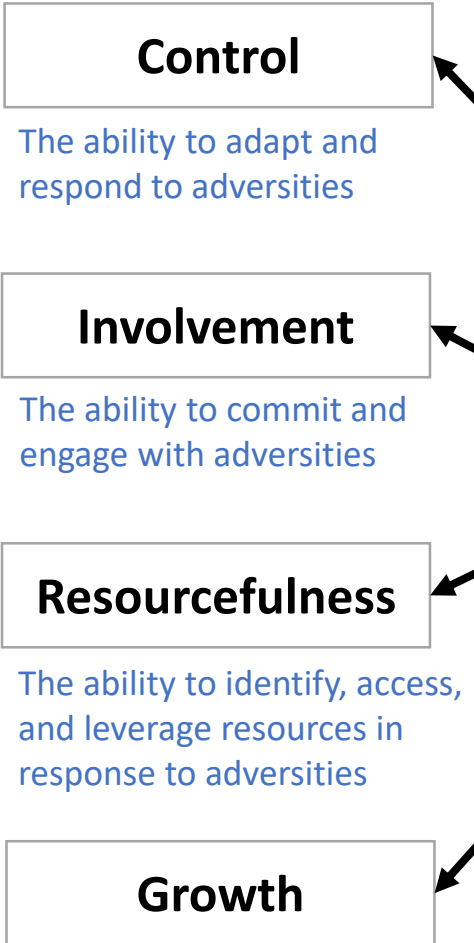 Control
The ability to adapt and
respond to adversities
Involvement
The ability to commit and
engage with adversities
Resourcefulness
The ability to identify, access,
and leverage resources in
response to adversities
Growth